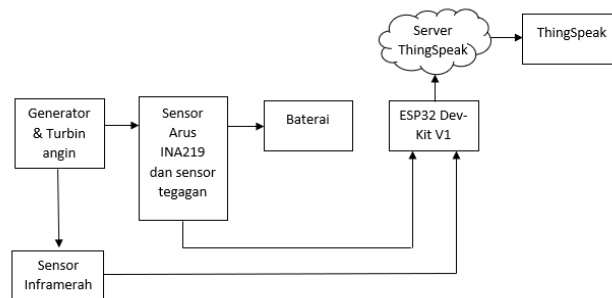 Server
ThingSpeak
ThingSpeak
Generator
& Turbin
angin
Sensor
Arus
INA219
dan sensor
tegagan
Baterai
ESP32 Dev-
Kit V1
Sensor
Inframerah